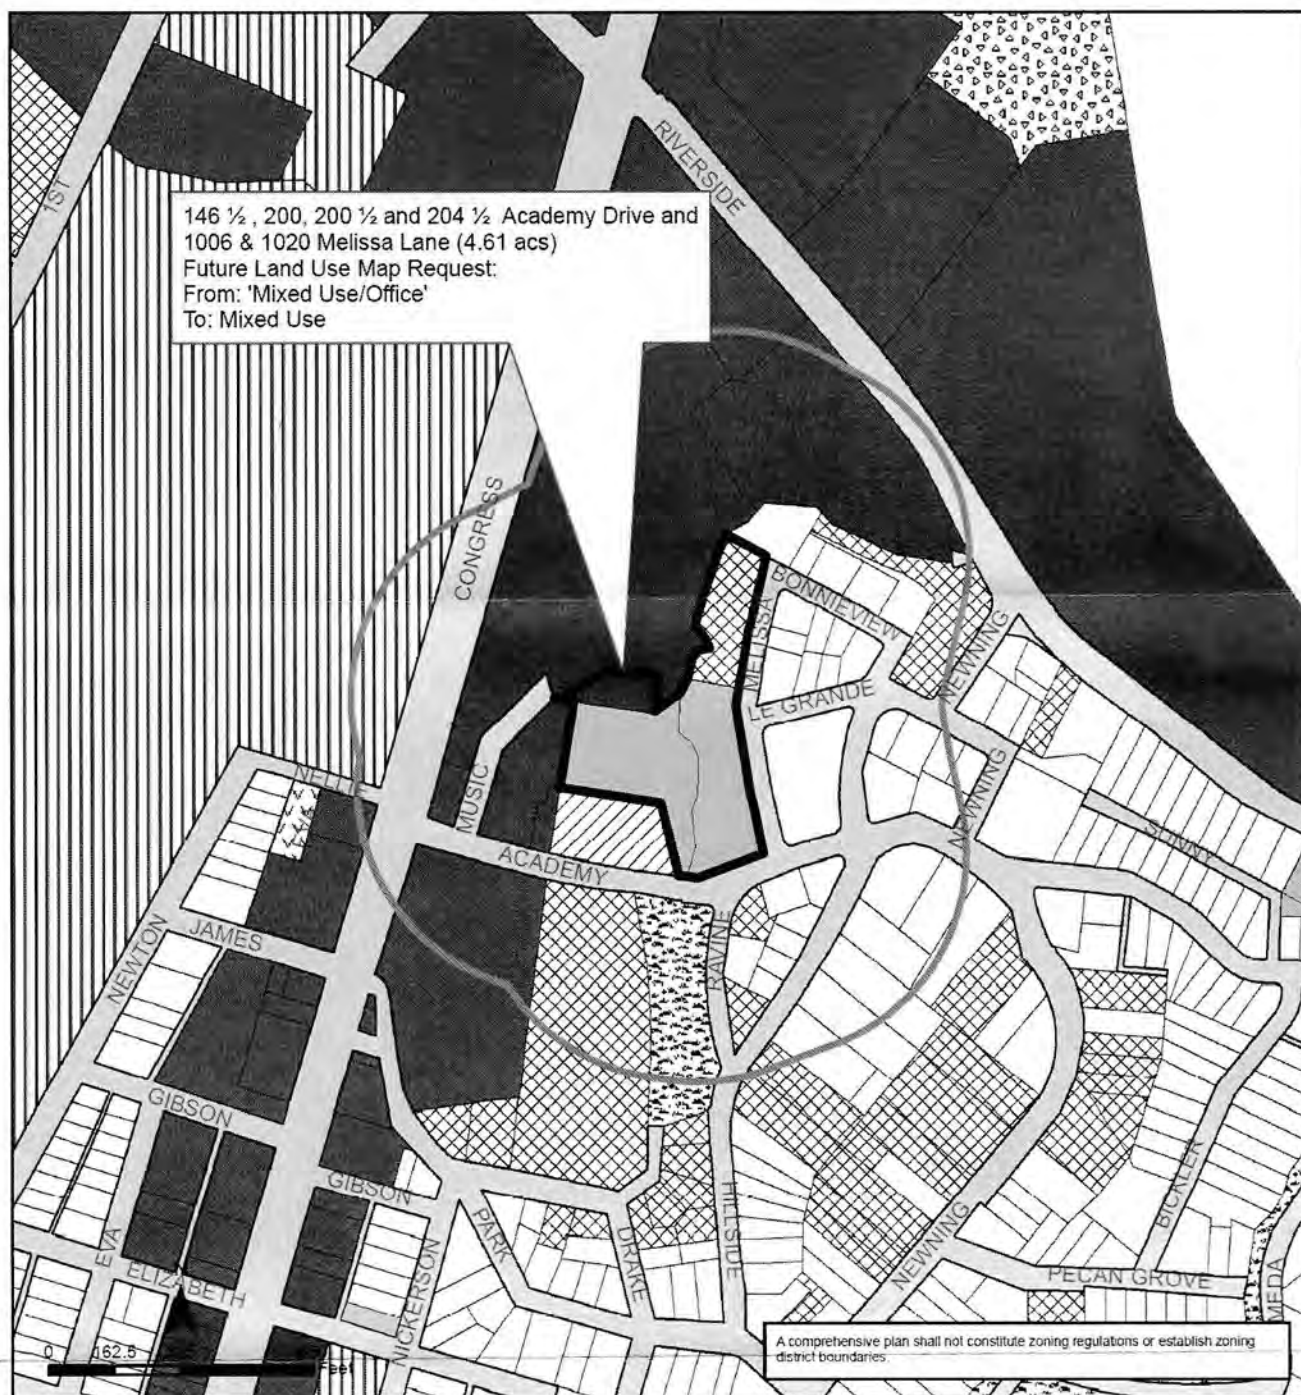 1ST
RIVERSIDE
146 ½ , 200, 200 ½ and 204 ½ Academy Drive and
1006 & 1020 Melissa Lane (4.61 acs)
Future Land Use Map Request:
From: 'Mixed Use/Office'
To: Mixed Use
CONGRESS
BONNIEVIEW
MELISSA
NEWNING
LE GRANDE
NELLIE
MUSIC
NEWNING
SUNNY
ACADEMY
JAMES
NEWTON
RAVINE
GIBSON
GIBSON
EVA
ELIZABETH
PARK
DRAKE
HILLSIDE
NEWNING
BICKLER
PECAN GROVE
NICKERSON
MEDA
0 162.5
Feet
A comprehensive plan shall not constitute zoning regulations or establish zoning
district boundaries.